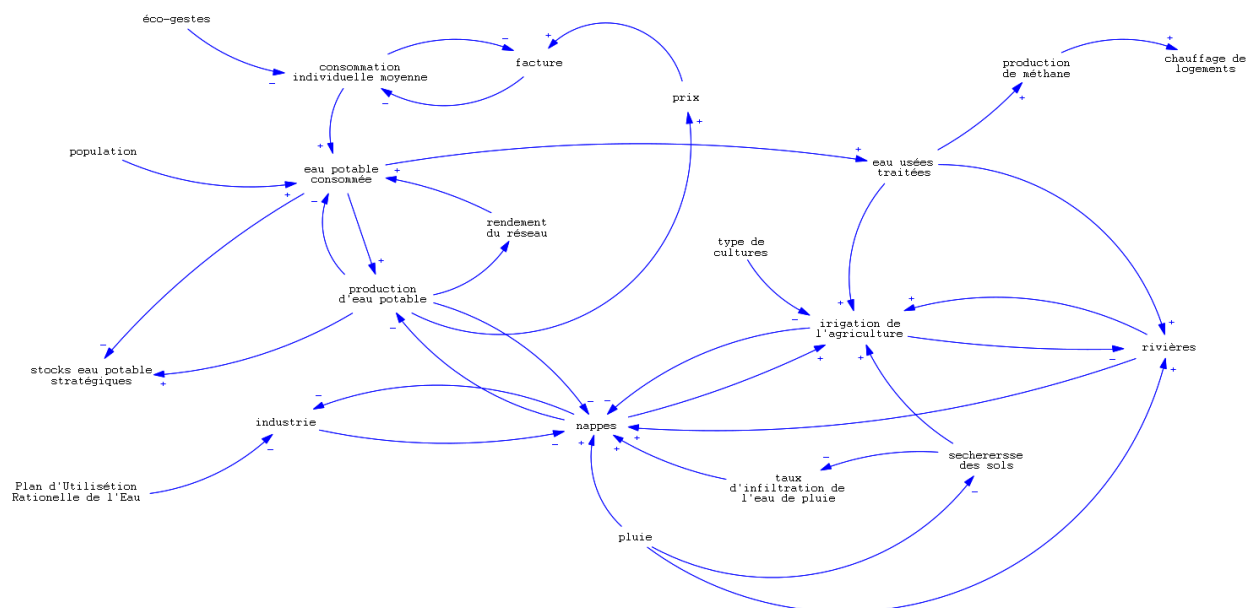 éco-gestes
consommation
individuelle moyenne
facture
production
de méthane
chauffage de
logements
prix
population
eau potable
consommée
eau usées
traitées
rendement
du réseau
type de
cultures
production
d'eau potable
irigation de
l'agriculture
rivières
stocks eau potable
stratégiques
industrie
nappes
secherersse
des sols
Plan d'Utilisétion
Rationelle de l'Eau
taux
d'infiltration de
l'eau de pluie
pluie